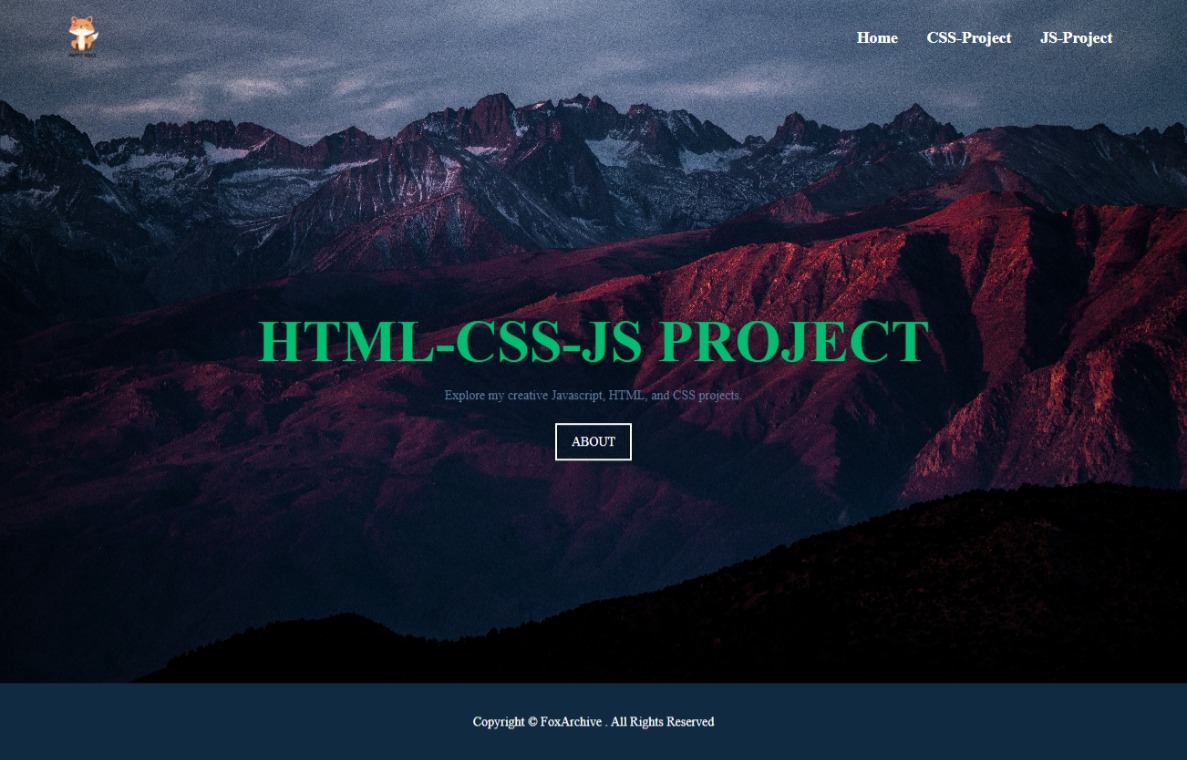 Home CSS-Project JS-Project
HTML-CSS-JS PROJECT
Explore my creative Javascript, HTML, and CSS projects.
ABOUT
Copyright © FoxArchive . All Rights Reserved